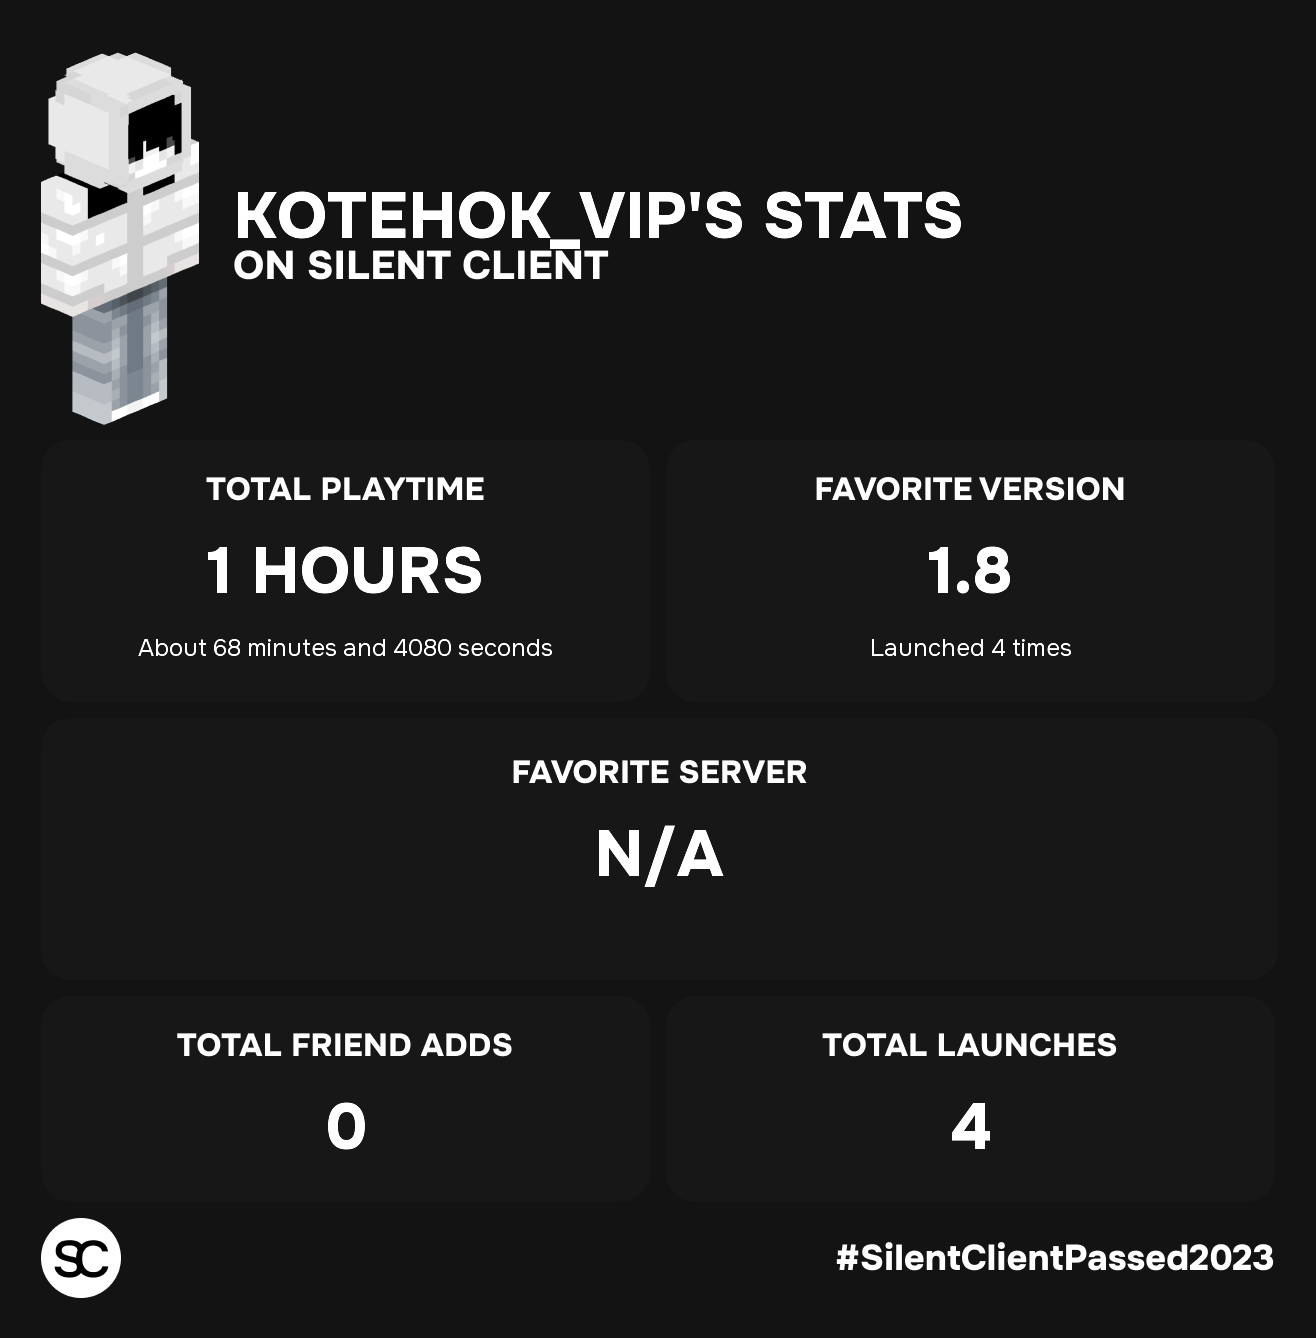 KOTEHOK_VIP'S STATS
ON SILENT CLIENT
TOTAL PLAYTIME
1 HOURS
About 68 minutes and 4080 seconds
FAVORITE VERSION
1.8
Launched 4 times
FAVORITE SERVER
N/A
TOTAL FRIEND ADDS
0
TOTAL LAUNCHES
4
SC
#SilentClientPassed2023